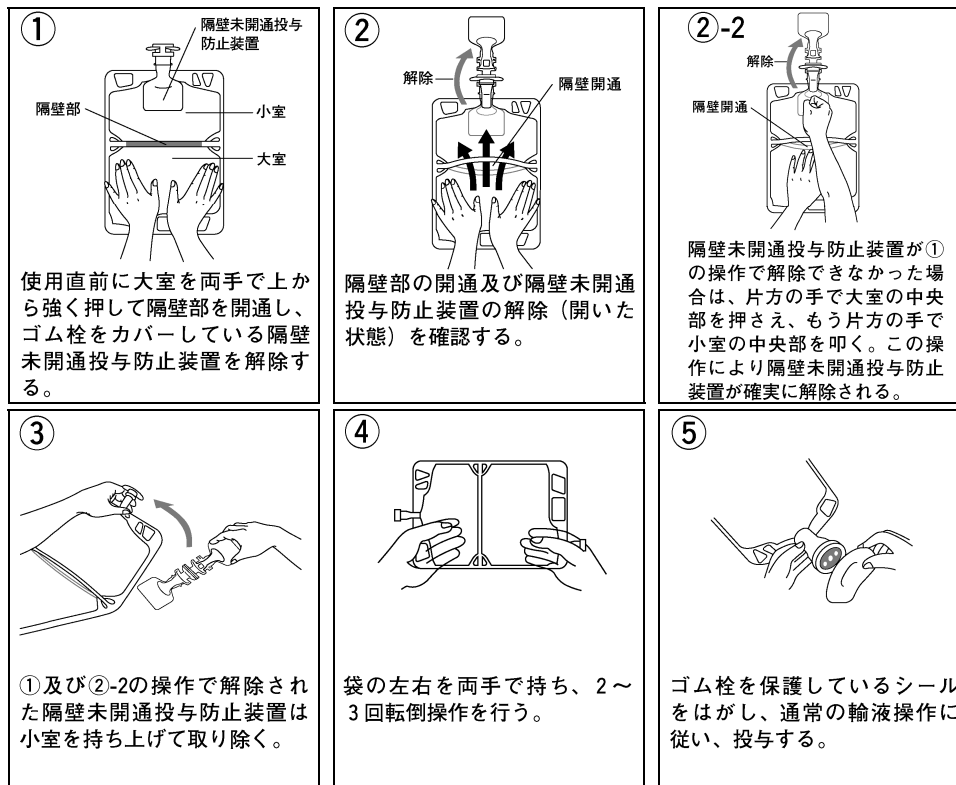 ①
隔壁未開通投与
防止装置
隔壁部
小室
大室
使用直前に大室を両手で上か
ら強く押して隔壁部を開通し、
ゴム栓をカバーしている隔壁
未開通投与防止装置を解除す
る。
②
解除
隔壁開通
隔壁部の開通及び隔壁未開通
投与防止装置の解除（開いた
状態）を確認する。
②-2
解除
隔壁開通
隔壁未開通投与防止装置が①
の操作で解除できなかった場
合は、片方の手で大室の中央
部を押さえ、もう片方の手で
小室の中央部を叩く。この操
作により隔壁未開通投与防止
装置が確実に解除される。
③
①及び②-2の操作で解除され
た隔壁未開通投与防止装置は
小室を持ち上げて取り除く。
④
袋の左右を両手で持ち、2～
3回転倒操作を行う。
⑤
ゴム栓を保護しているシール
をはがし、通常の輸液操作に
従い、投与する。